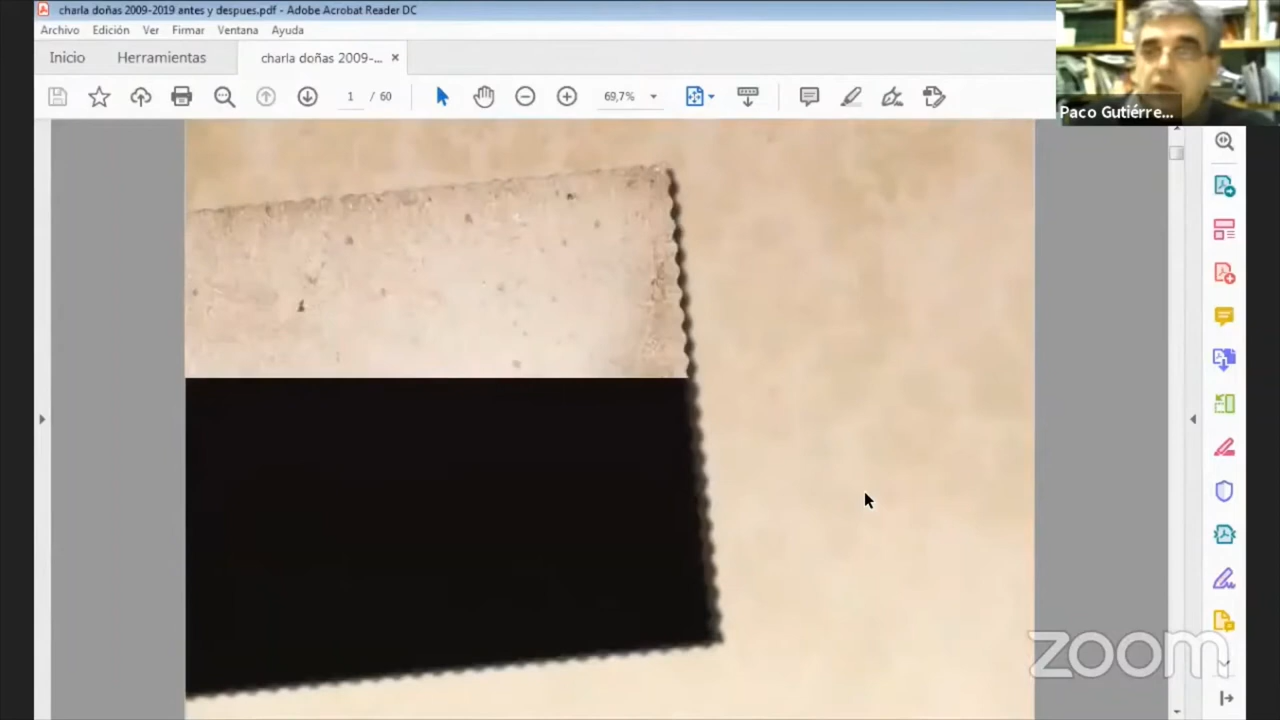 charla doñas 2009-2019 antes y despues.pdf - Adobe Acrobat Reader DC
Archivo Edición Ver Firmar Ventana Ayuda
Inicio Herramientas charla doñas 2009-...
1 / 60 69,7%
Paco Gutiérre...
zoom